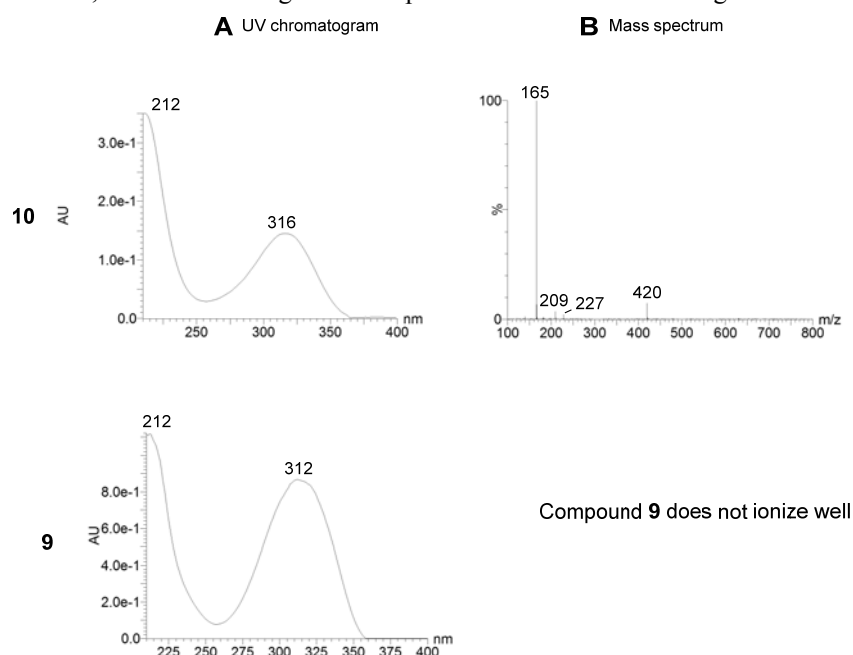 A UV chromatogram
B Mass spectrum
212
3.0e-1
2.0e-1
1.0e-1
0.0
AU
316
250
300
350
400
nm
10
100
%
0
165
209
227
420
100
200
300
400
500
600
700
800
m/z
212
312
8.0e-1
6.0e-1
4.0e-1
2.0e-1
0.0
AU
9
225
250
275
300
325
350
375
400
nm
Compound 9 does not ionize well